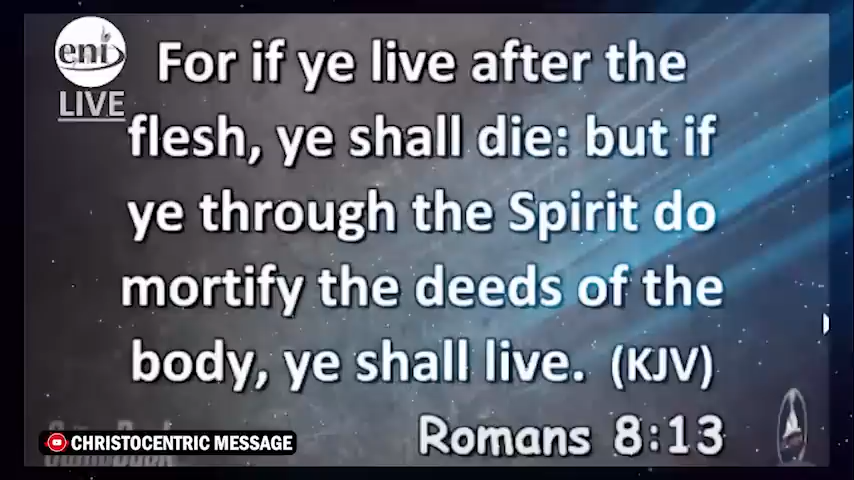 eni
LIVE
For if ye live after the
flesh, ye shall die: but if
ye through the Spirit do
mortify the deeds of the
body, ye shall live. (KJV)
Romans 8:13
CHRISTOCENTRIC MESSAGE